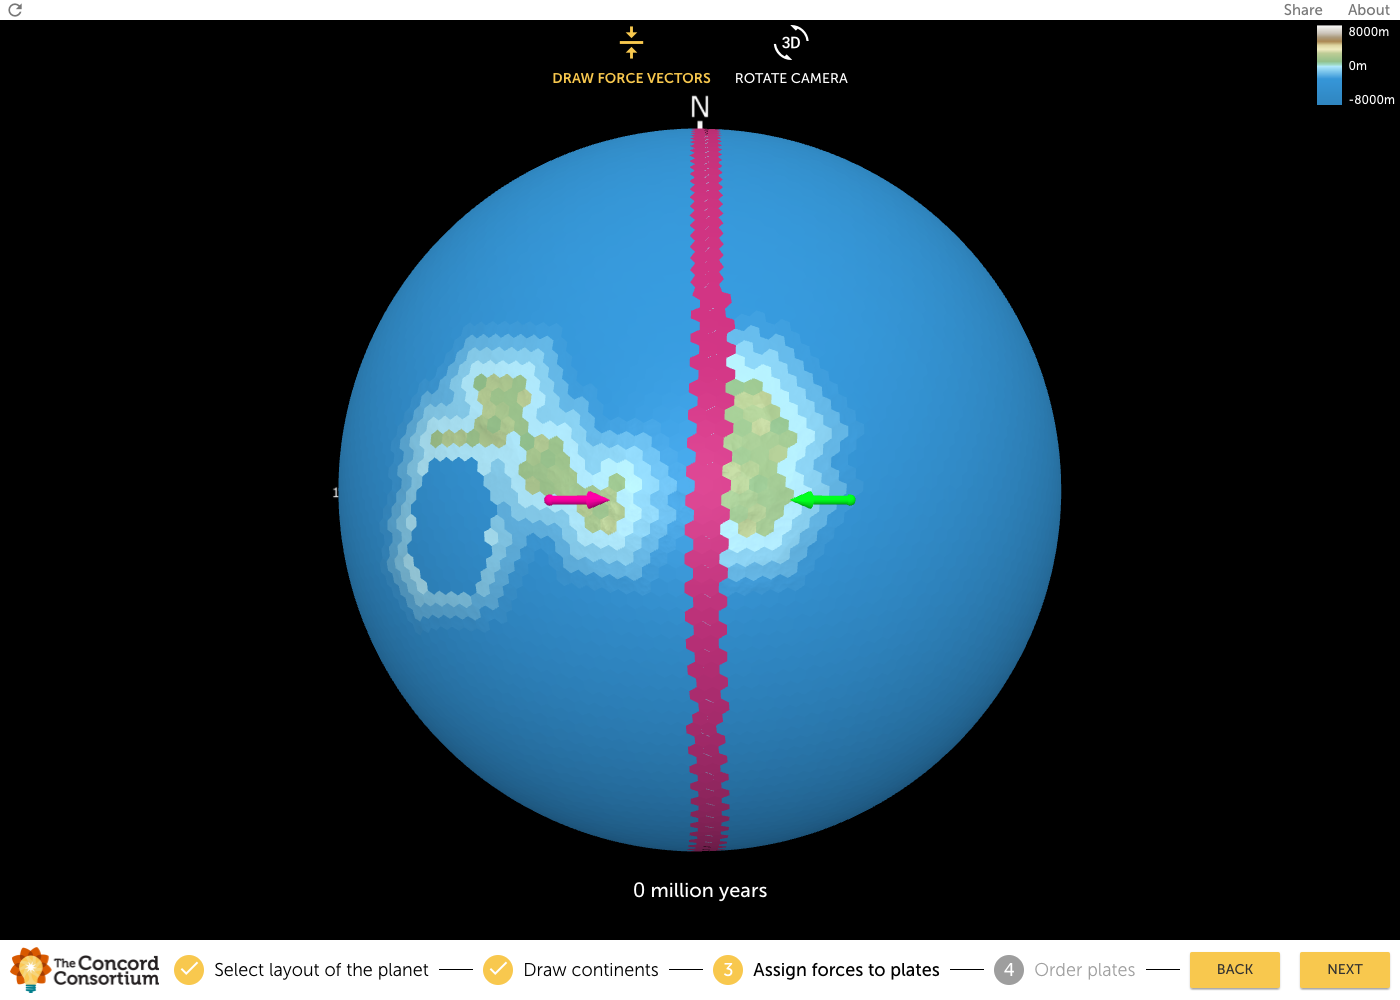 Share About
8000m
0m
-8000m
3D
DRAW FORCE VECTORS ROTATE CAMERA
N
1
0 million years
The Concord
Consortium
Select layout of the planet
Draw continents
3 Assign forces to plates
4 Order plates
BACK
NEXT